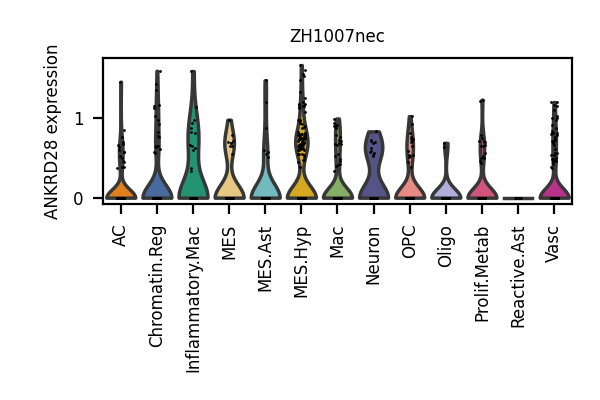 ZH1007nec
ANKRD28 expression
1
0
AC
Chromatin.Reg
Inflammatory.Mac
MES
MES.Ast
MES.Hyp
Mac
Neuron
OPC
Oligo
Prolif.Metab
Reactive.Ast
Vasc